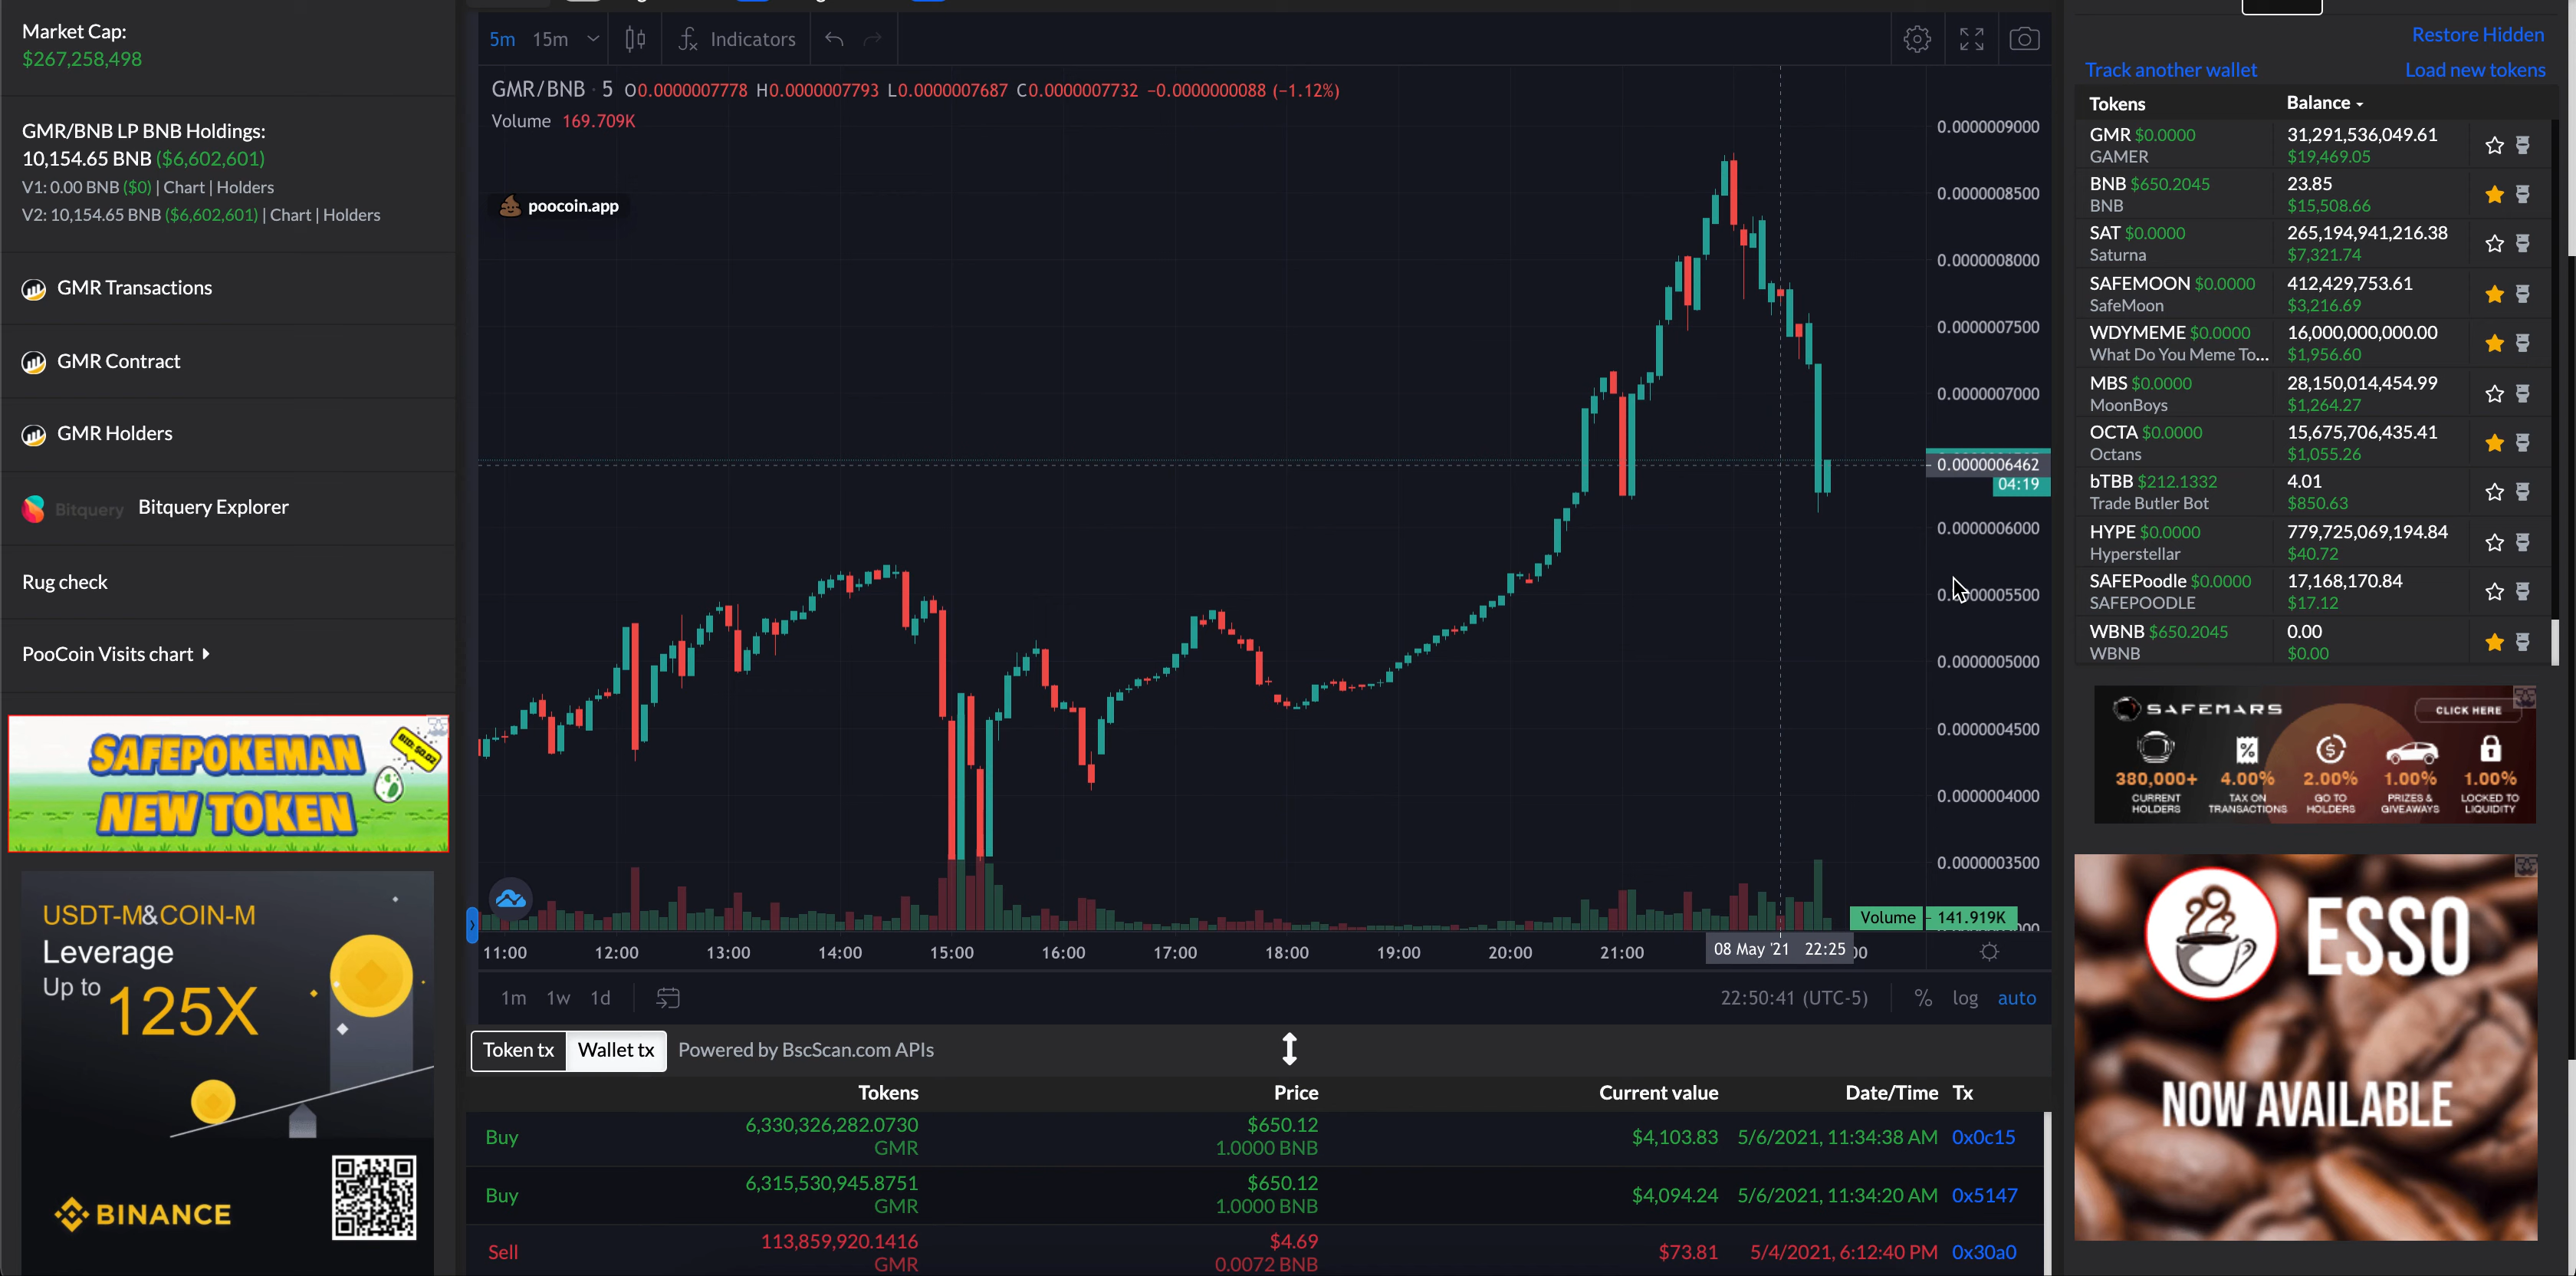 Market Cap:
$267,258,498
GMR/BNB LP BNB Holdings:
10,154.65 BNB ($6,602,601)
V1: 0.00 BNB ($0) | Chart | Holders
V2: 10,154.65 BNB ($6,602,601) | Chart | Holders
GMR Transactions
GMR Contract
GMR Holders
Bitquery Bitquery Explorer
Rug check
PooCoin Visits chart
SAFEPOKEMAN
NEW TOKEN
BID: $0.02
USDT-M&COIN-M
Leverage
Up to 125X
BINANCE
5m 15m Indicators
GMR/BNB · 5 O0.0000007778 H0.0000007793 L0.0000007687 C0.0000007732 −0.0000000088 (−1.12%)
Volume 169.709K
poocoin.app
0.0000009000
0.0000008500
0.0000008000
0.0000007500
0.0000007000
0.0000006462
04:19
0.0000006000
0.0000005500
0.0000005000
0.0000004500
0.0000004000
0.0000003500
Volume 141.919K
11:00 12:00 13:00 14:00 15:00 16:00 17:00 18:00 19:00 20:00 21:00 08 May '21 22:25
1m 1w 1d 22:50:41 (UTC-5) % log auto
Token tx Wallet tx Powered by BscScan.com APIs
Tokens Price Current value Date/Time Tx
Buy 6,330,326,282.0730 GMR $650.12 1.0000 BNB $4,103.83 5/6/2021, 11:34:38 AM 0x0c15
Buy 6,315,530,945.8751 GMR $650.12 1.0000 BNB $4,094.24 5/6/2021, 11:34:20 AM 0x5147
Sell 113,859,920.1416 GMR $4.69 0.0072 BNB $73.81 5/4/2021, 6:12:40 PM 0x30a0
Restore Hidden
Track another wallet Load new tokens
Tokens Balance
GMR $0.0000 31,291,536,049.61
GAMER $19,469.05
BNB $650.2045 23.85
BNB $15,508.66
SAT $0.0000 265,194,941,216.38
Saturna $7,321.74
SAFEMOON $0.0000 412,429,753.61
SafeMoon $3,216.69
WDYMEME $0.0000 16,000,000,000.00
What Do You Meme To... $1,956.60
MBS $0.0000 28,150,014,454.99
MoonBoys $1,264.27
OCTA $0.0000 15,675,706,435.41
Octans $1,055.26
bTBB $212.1332 4.01
Trade Butler Bot $850.63
HYPE $0.0000 779,725,069,194.84
Hyperstellar $40.72
SAFEPoodle $0.0000 17,168,170.84
SAFEPOODLE $17.12
WBNB $650.2045 0.00
WBNB $0.00
SAFEMARS CLICK HERE
380,000+ 4.00% 2.00% 1.00% 1.00%
CURRENT TAX ON GO TO PRIZES & LOCKED TO
HOLDERS TRANSACTIONS HOLDERS GIVEAWAYS LIQUIDITY
ESSO
NOW AVAILABLE